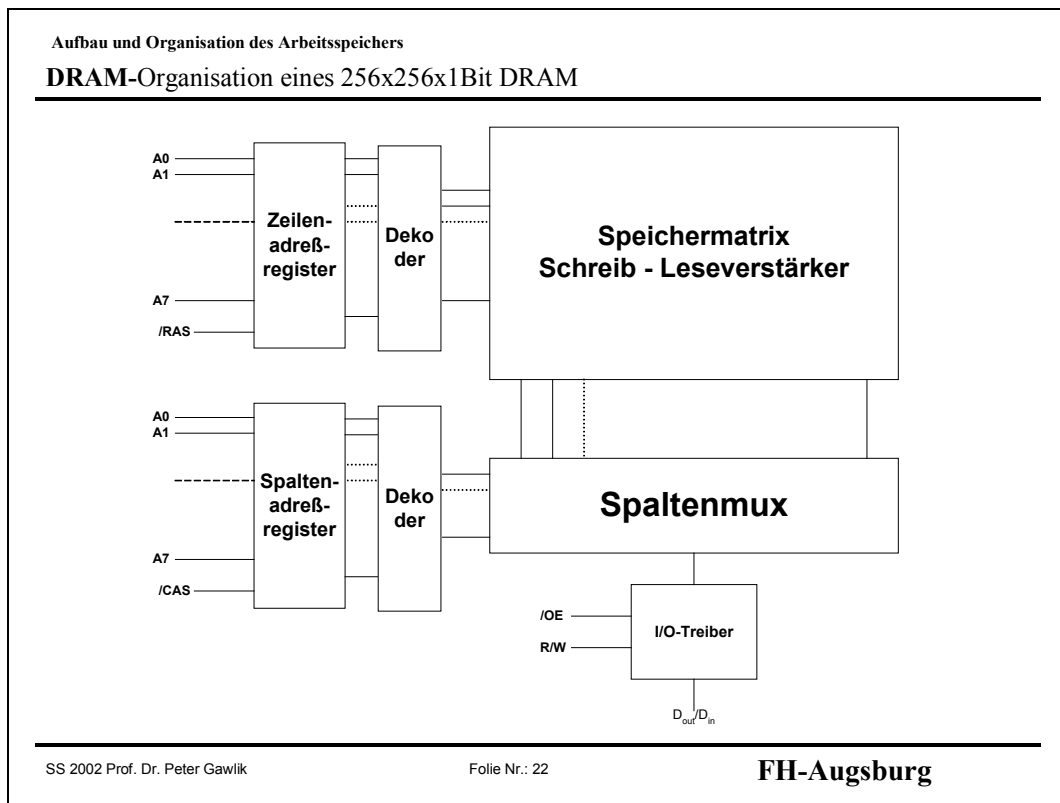 Aufbau und Organisation des Arbeitsspeichers
DRAM-Organisation eines 256x256x1Bit DRAM
A0
A1
A7
/RAS
Zeilen-
adreß-
register
Deko
der
Speichermatrix
Schreib - Leseverstärker
A0
A1
A7
/CAS
Spalten-
adreß-
register
Deko
der
Spaltenmux
/OE
R/W
I/O-Treiber
Dout/Din
SS 2002 Prof. Dr. Peter Gawlik
Folie Nr.: 22
FH-Augsburg